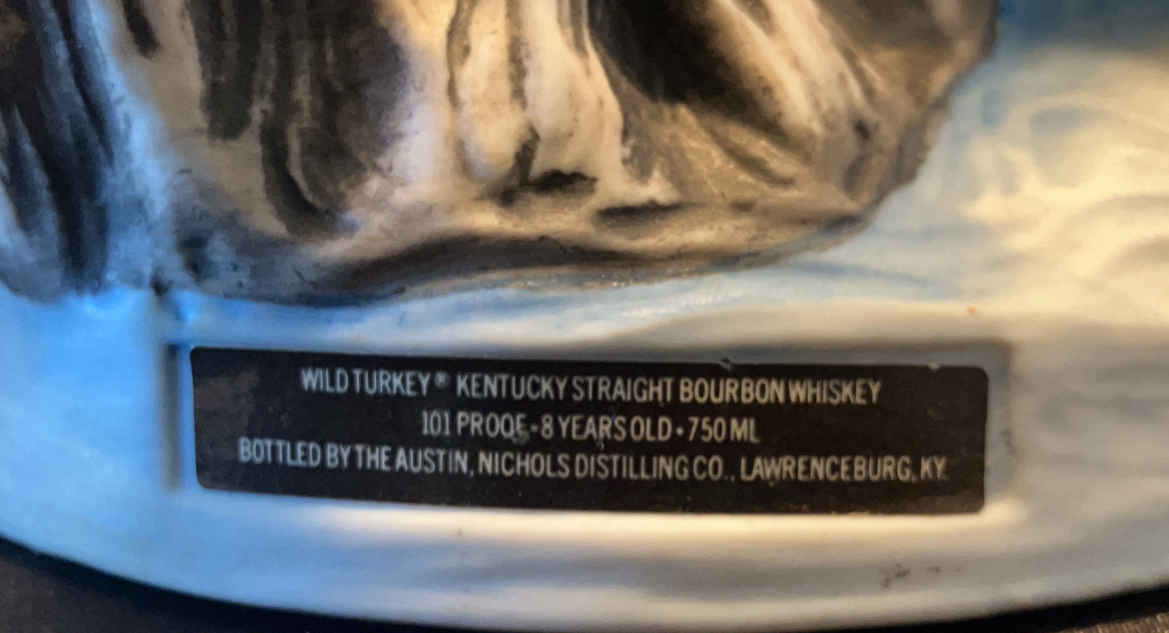 WILD TURKEY® KENTUCKY STRAIGHT BOURBON WHISKEY
101 PROOF • 8 YEARS OLD • 750 ML
BOTTLED BY THE AUSTIN, NICHOLS DISTILLING CO., LAWRENCEBURG, KY